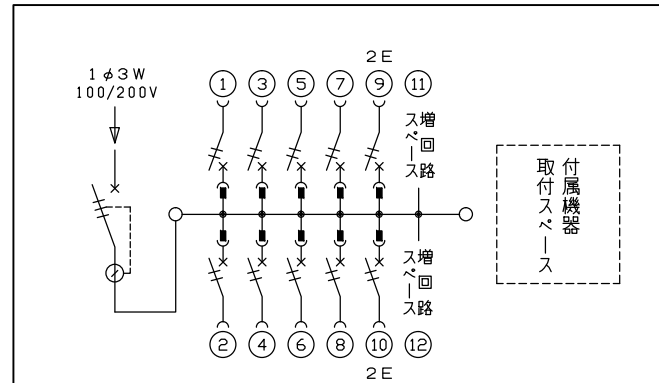 2E
1φ3W
100/200V
1 3 5 7 9 11
増回路
スペース
付属機器
取付スペース
増回路
スペース
2 4 6 8 10 12
2E